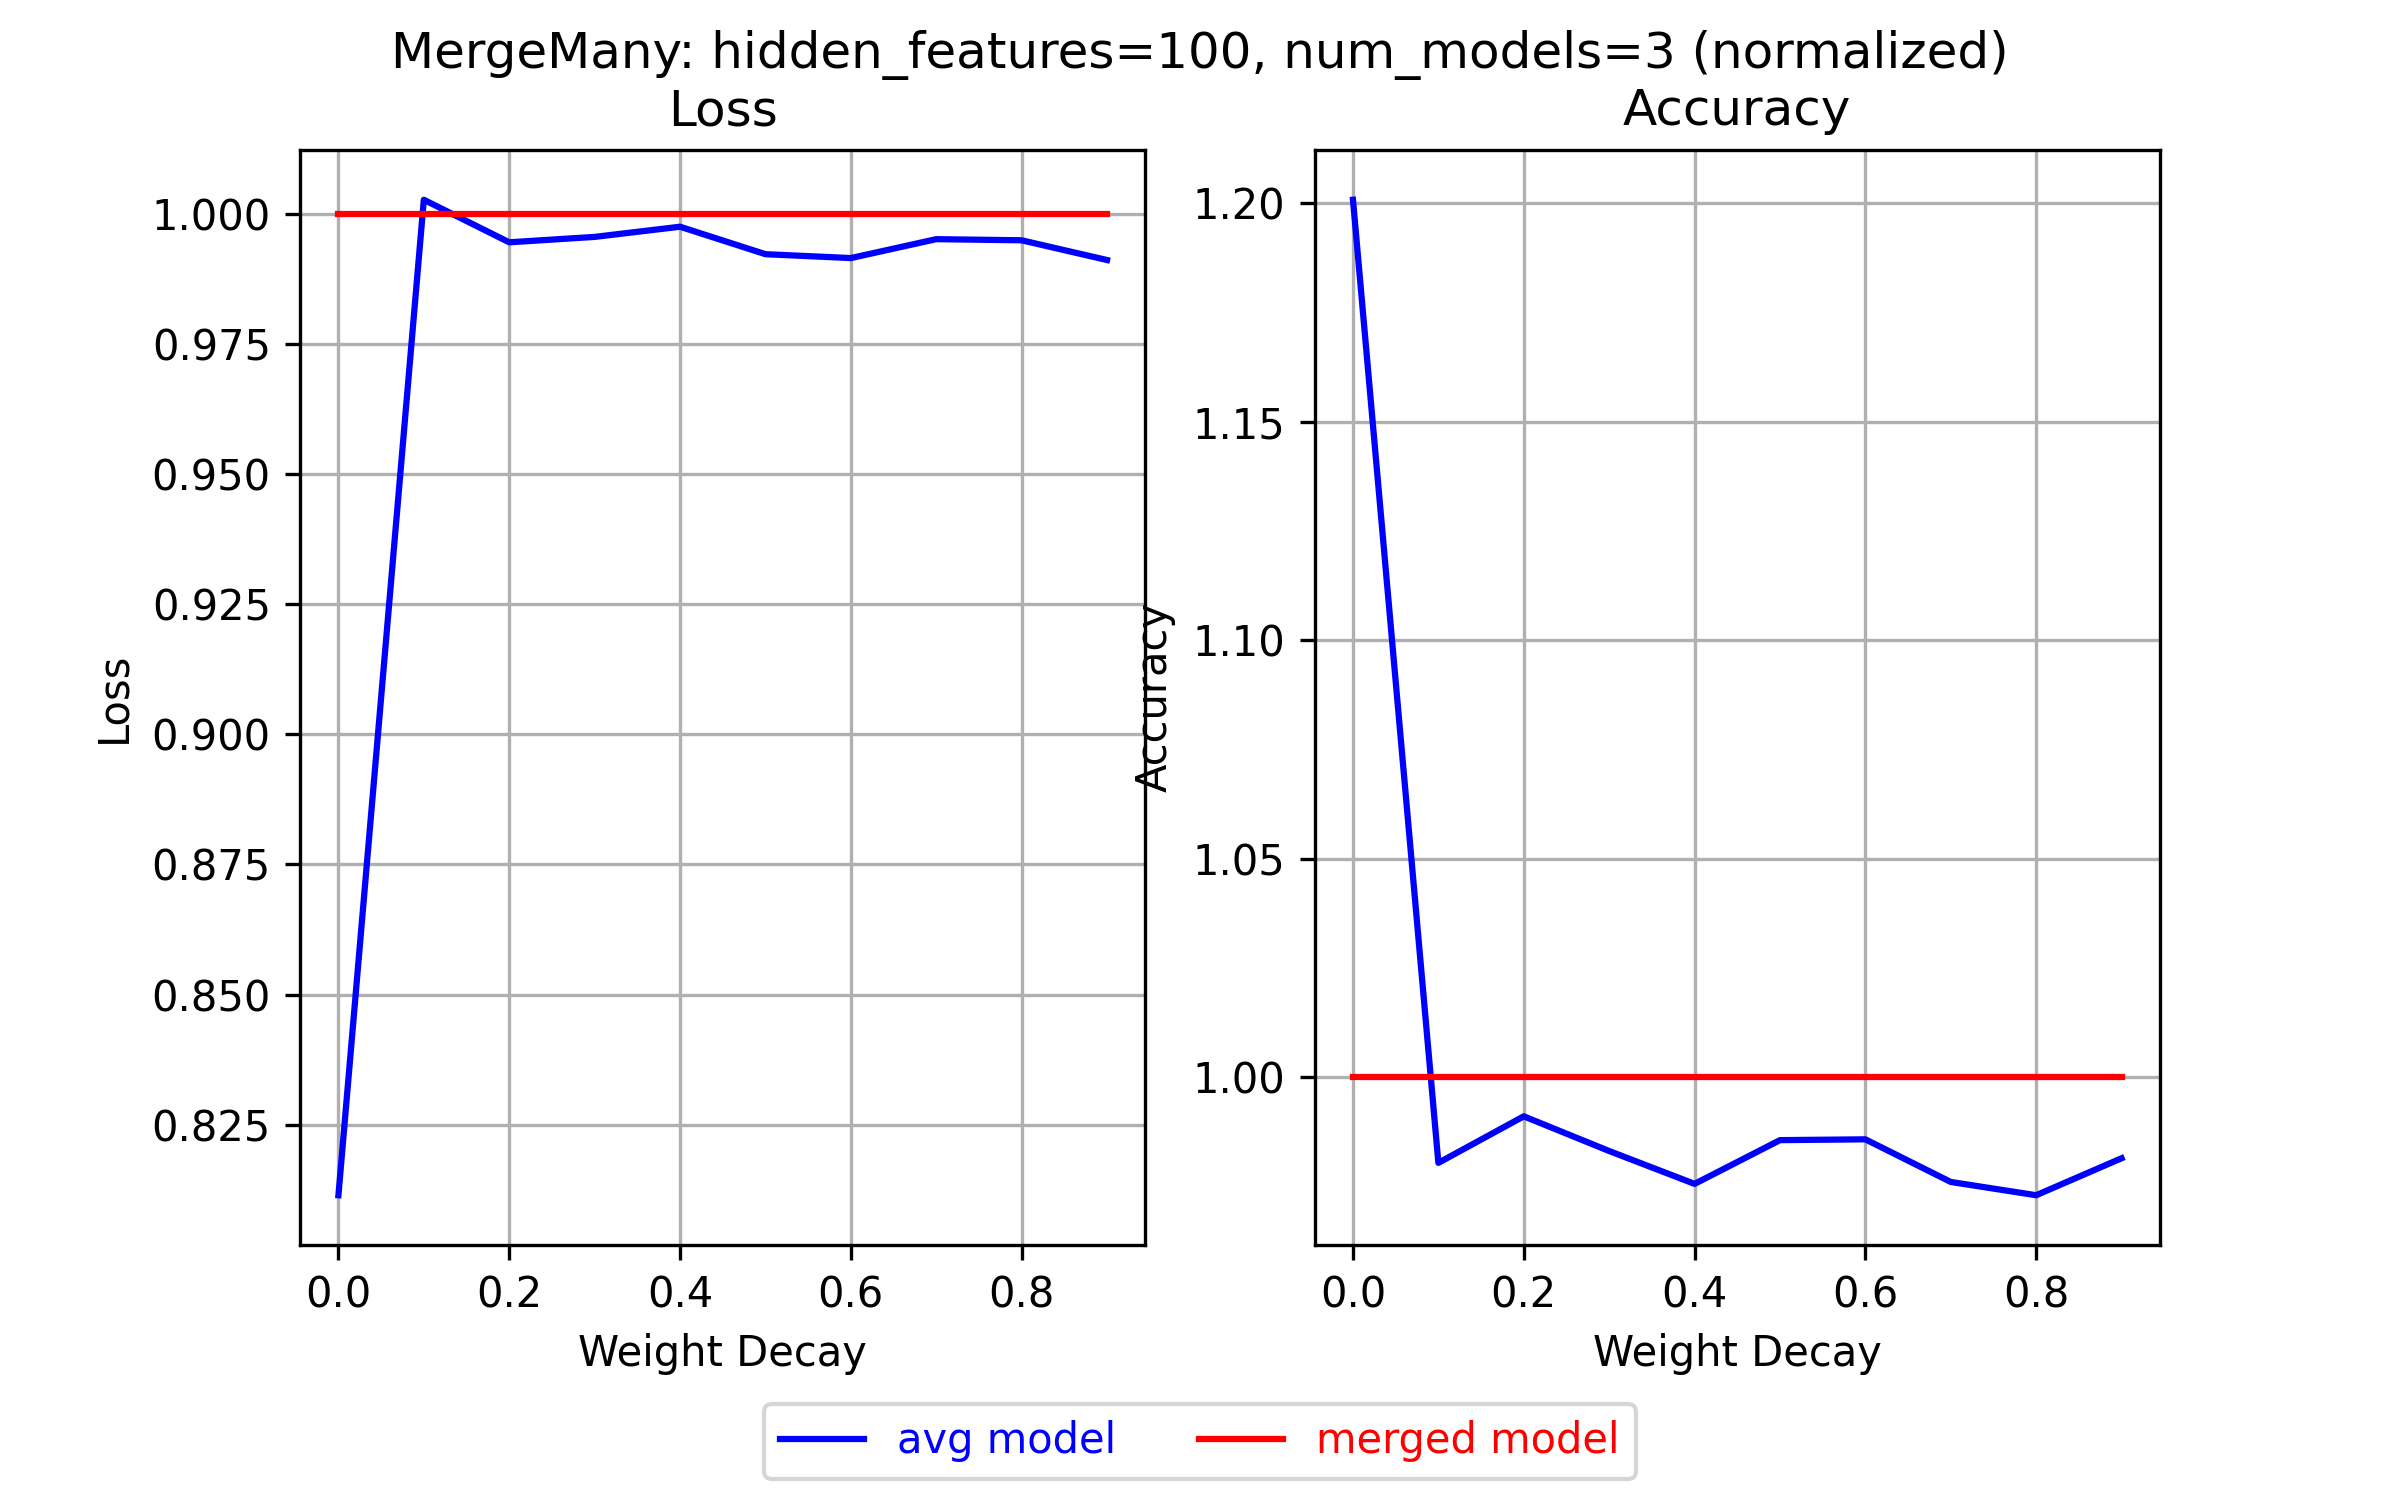 MergeMany: hidden_features=100, num_models=3 (normalized)
Loss
1.000
0.975
0.950
0.925
0.900
0.875
0.850
0.825
Loss
0.0 0.2 0.4 0.6 0.8
Weight Decay
Accuracy
1.20
1.15
1.10
1.05
1.00
Accuracy
0.0 0.2 0.4 0.6 0.8
Weight Decay
avg model merged model